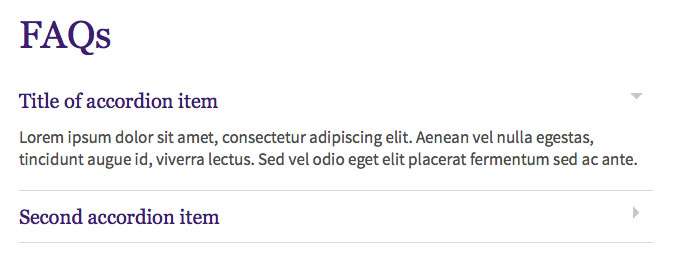 FAQs
Title of accordion item
Lorem ipsum dolor sit amet, consectetur adipiscing elit. Aenean vel nulla egestas,
tincidunt augue id, viverra lectus. Sed vel odio eget elit placerat fermentum sed ac ante.
Second accordion item